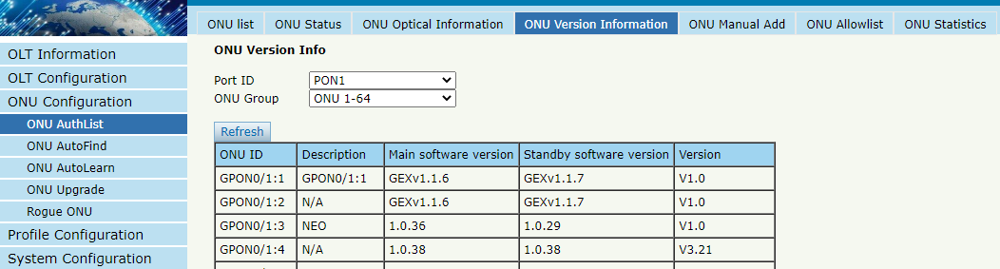 ONU list ONU Status ONU Optical Information ONU Version Information ONU Manual Add ONU Allowlist ONU Statistics
OLT Information
OLT Configuration
ONU Configuration
ONU AuthList
ONU AutoFind
ONU AutoLearn
ONU Upgrade
Rogue ONU
Profile Configuration
System Configuration
ONU Version Info
Port ID PON1
ONU Group ONU 1-64
Refresh
ONU ID Description Main software version Standby software version Version
GPON0/1:1 GPON0/1:1 GEXv1.1.6 GEXv1.1.7 V1.0
GPON0/1:2 N/A GEXv1.1.6 GEXv1.1.7 V1.0
GPON0/1:3 NEO 1.0.36 1.0.29 V1.0
GPON0/1:4 N/A 1.0.38 1.0.38 V3.21